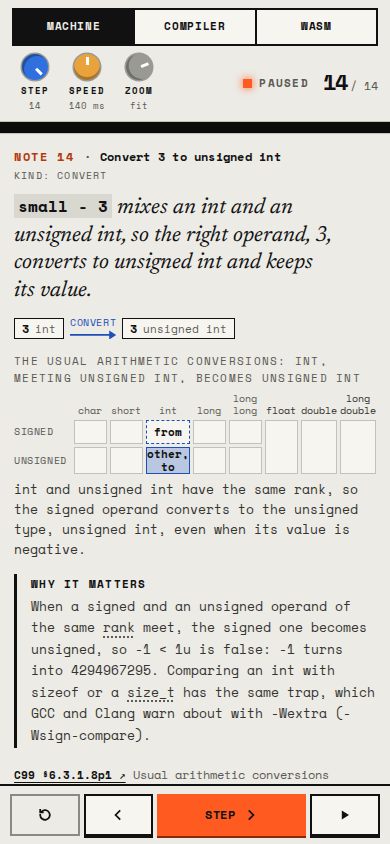 MACHINE
COMPILER
WASM
STEP
14
SPEED
140 ms
ZOOM
fit
PAUSED 14 / 14
NOTE 14 · Convert 3 to unsigned int
KIND: CONVERT
small - 3 mixes an int and an
unsigned int, so the right operand, 3,
converts to unsigned int and keeps
its value.
3 int CONVERT 3 unsigned int
THE USUAL ARITHMETIC CONVERSIONS: INT,
MEETING UNSIGNED INT, BECOMES UNSIGNED INT
char short int long long long float double long double
SIGNED from
UNSIGNED other, to
int and unsigned int have the same rank, so
the signed operand converts to the unsigned
type, unsigned int, even when its value is
negative.
WHY IT MATTERS
When a signed and an unsigned operand of
the same rank meet, the signed one becomes
unsigned, so -1 < 1u is false: -1 turns
into 4294967295. Comparing an int with
sizeof or a size_t has the same trap, which
GCC and Clang warn about with -Wextra (-
Wsign-compare).
C99 §6.3.1.8p1 ↗ Usual arithmetic conversions
STEP